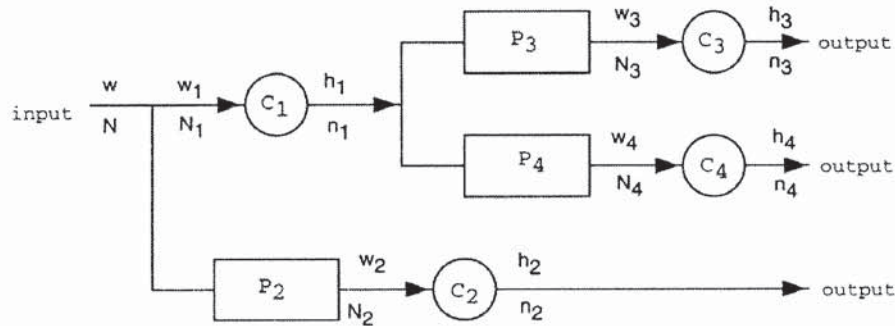 w₃ h₃
P₃ C₃ output
N₃ n₃
w w₁ h₁
input C₁
N N₁ n₁
w₄ h₄
P₄ C₄ output
N₄ n₄
w₂ h₂
P₂ C₂ output
N₂ n₂